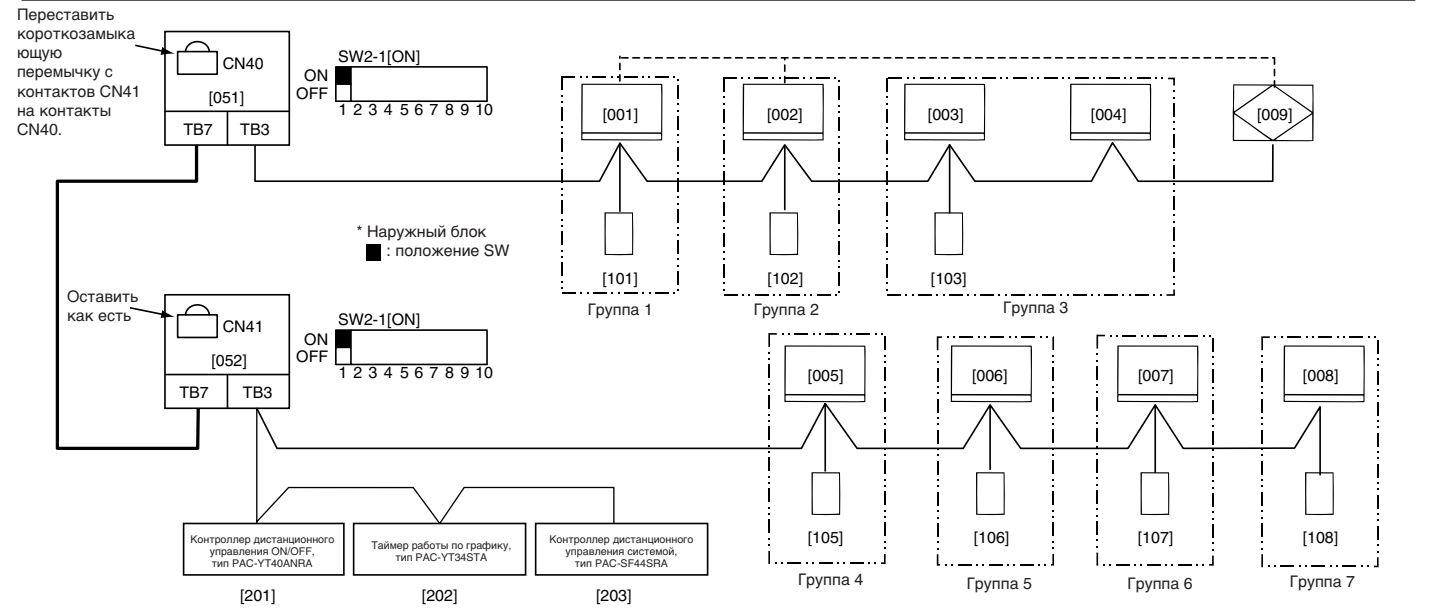 Переставить
короткозамыка
ющую
перемычку с
контактов CN41
на контакты
CN40.
CN40
[051]
TB7 TB3
SW2-1[ON]
ON
OFF
1 2 3 4 5 6 7 8 9 10
[001]
[002]
[003]
[004]
[009]
* Наружный блок
: положение SW
[101]
[102]
[103]
Группа 1
Группа 2
Группа 3
Оставить
как есть
CN41
[052]
TB7 TB3
SW2-1[ON]
ON
OFF
1 2 3 4 5 6 7 8 9 10
[005]
[006]
[007]
[008]
[105]
[106]
[107]
[108]
Группа 4
Группа 5
Группа 6
Группа 7
Контроллер дистанционного
управления ON/OFF,
тип PAC-YT40ANRA
Таймер работы по графику,
тип PAC-YT34STA
Контроллер дистанционного
управления системой,
тип PAC-SF44SRA
[201]
[202]
[203]